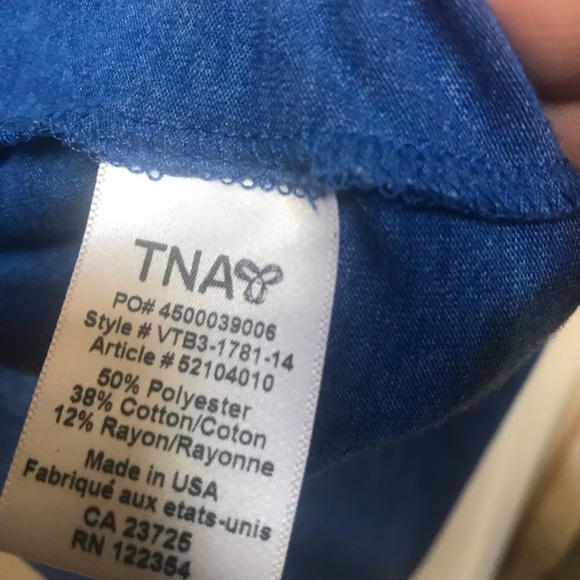 TNA
PO# 4500039006
Style # VTB3-1781-14
Article # 52104010
50% Polyester
38% Cotton/Coton
12% Rayon/Rayonne
Made in USA
Fabriqué aux etats-unis
CA 23725
RN 122354